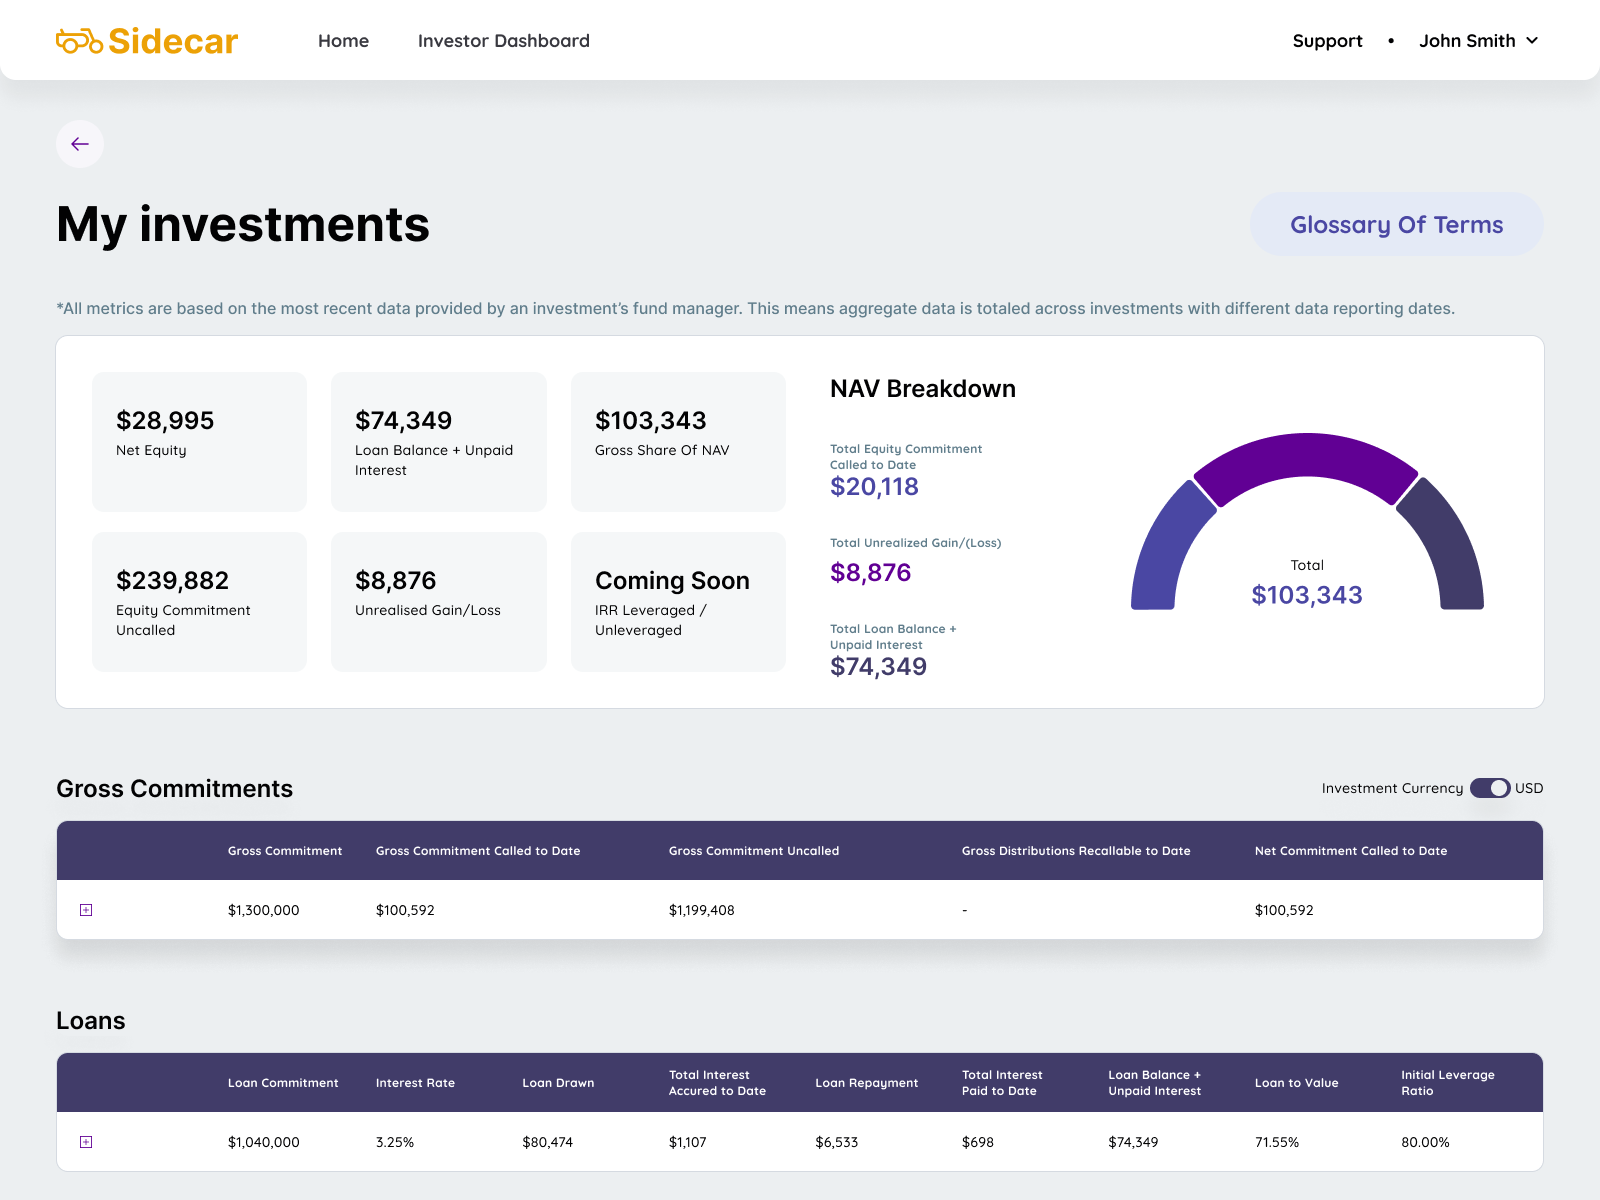 Sidecar
Home
Investor Dashboard
Support
•
John Smith
My investments
Glossary Of Terms
*All metrics are based on the most recent data provided by an investment’s fund manager. This means aggregate data is totaled across investments with different data reporting dates.
$28,995
Net Equity
$74,349
Loan Balance + Unpaid
Interest
$103,343
Gross Share Of NAV
$239,882
Equity Commitment
Uncalled
$8,876
Unrealised Gain/Loss
Coming Soon
IRR Leveraged /
Unleveraged
NAV Breakdown
Total Equity Commitment
Called to Date
$20,118
Total Unrealized Gain/(Loss)
$8,876
Total Loan Balance +
Unpaid Interest
$74,349
Total
$103,343
Gross Commitments
Investment Currency
USD
Gross Commitment
Gross Commitment Called to Date
Gross Commitment Uncalled
Gross Distributions Recallable to Date
Net Commitment Called to Date
$1,300,000
$100,592
$1,199,408
-
$100,592
Loans
Loan Commitment
Interest Rate
Loan Drawn
Total Interest
Accured to Date
Loan Repayment
Total Interest
Paid to Date
Loan Balance +
Unpaid Interest
Loan to Value
Initial Leverage
Ratio
$1,040,000
3.25%
$80,474
$1,107
$6,533
$698
$74,349
71.55%
80.00%